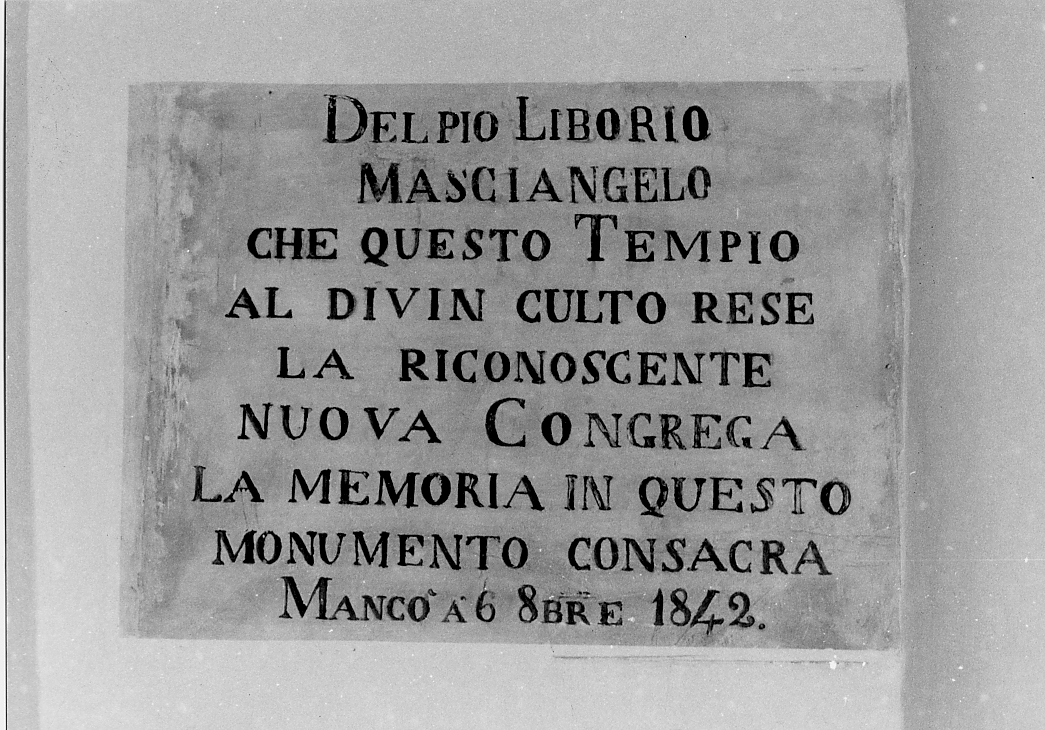 DEL PIO LIBORIO
MASCIANGELO
CHE QUESTO TEMPIO
AL DIVIN CULTO RESE
LA RICONOSCENTE
NUOVA CONGREGA
LA MEMORIA IN QUESTO
MONUMENTO CONSACRA
MANCO' A' 6 8BRE 1842.